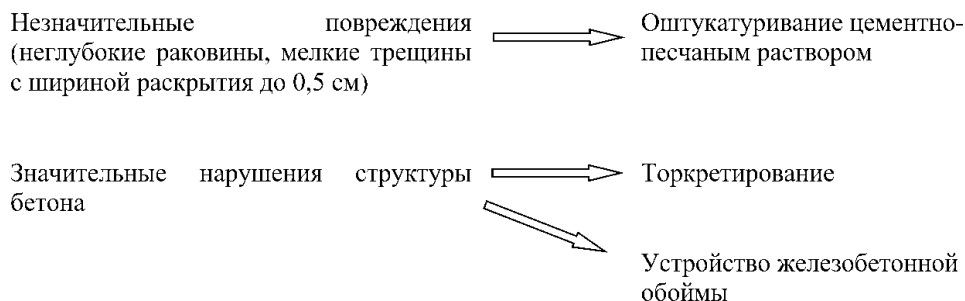 Незначительные повреждения
(неглубокие раковины, мелкие трещины
с шириной раскрытия до 0,5 см)
Оштукатуривание цементно-
песчаным раствором
Значительные нарушения структуры
бетона
Торкретирование
Устройство железобетонной
обоймы